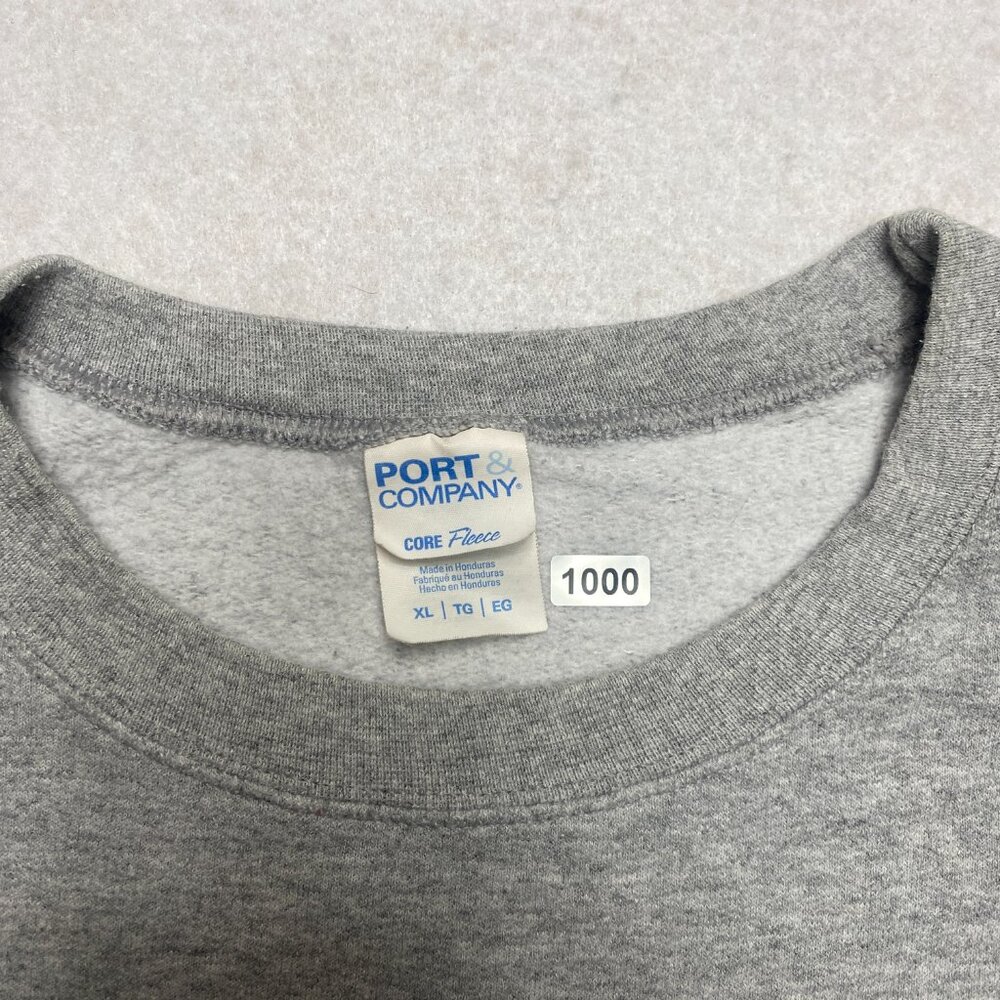 PORT &
COMPANY®
CORE Fleece
Made in Honduras
Fabriqué au Honduras
Hecho en Honduras
XL | TG | EG
1000